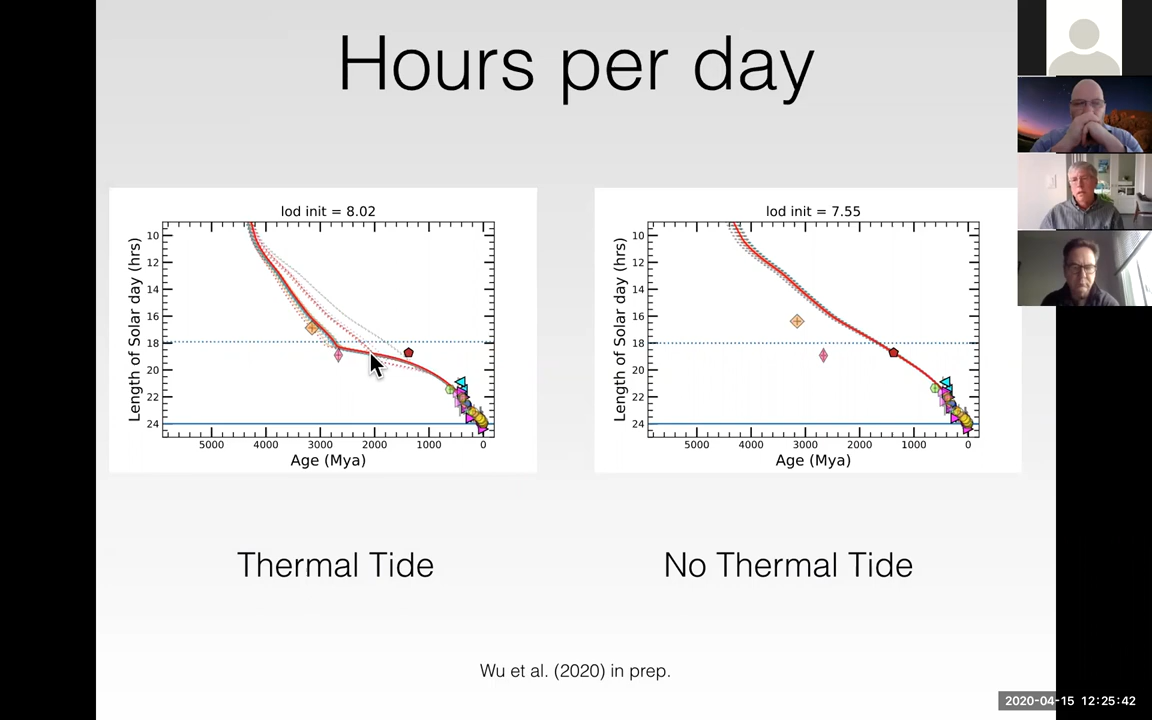 Hours per day
lod init = 8.02
Length of Solar day (hrs)
10
12
14
16
18
20
22
24
5000 4000 3000 2000 1000 0
Age (Mya)
lod init = 7.55
Length of Solar day (hrs)
10
12
14
16
18
20
22
24
5000 4000 3000 2000 1000 0
Age (Mya)
Thermal Tide
No Thermal Tide
Wu et al. (2020) in prep.
2020-04-15 12:25:42